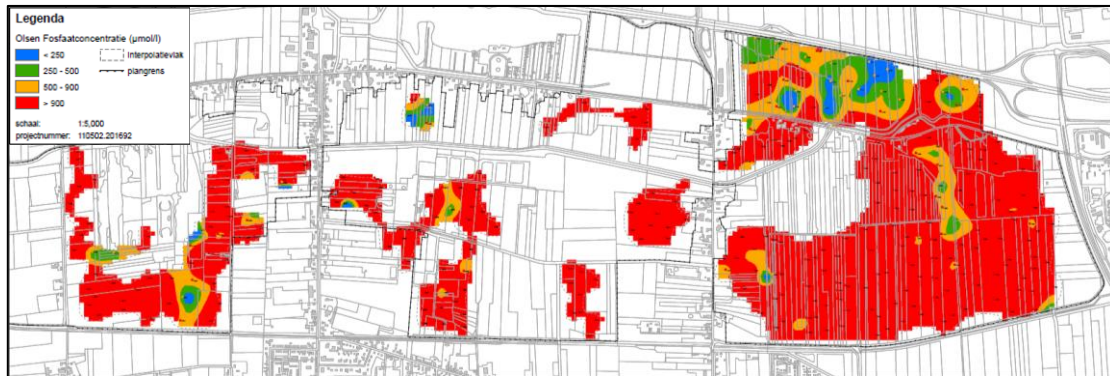 Legenda
Olsen Fosfaatconcentratie (µmol/l)
< 250
interpolatievlak
250 - 500
plangrens
500 - 900
> 900
schaal: 1:5,000
projectnummer: 110502.201692